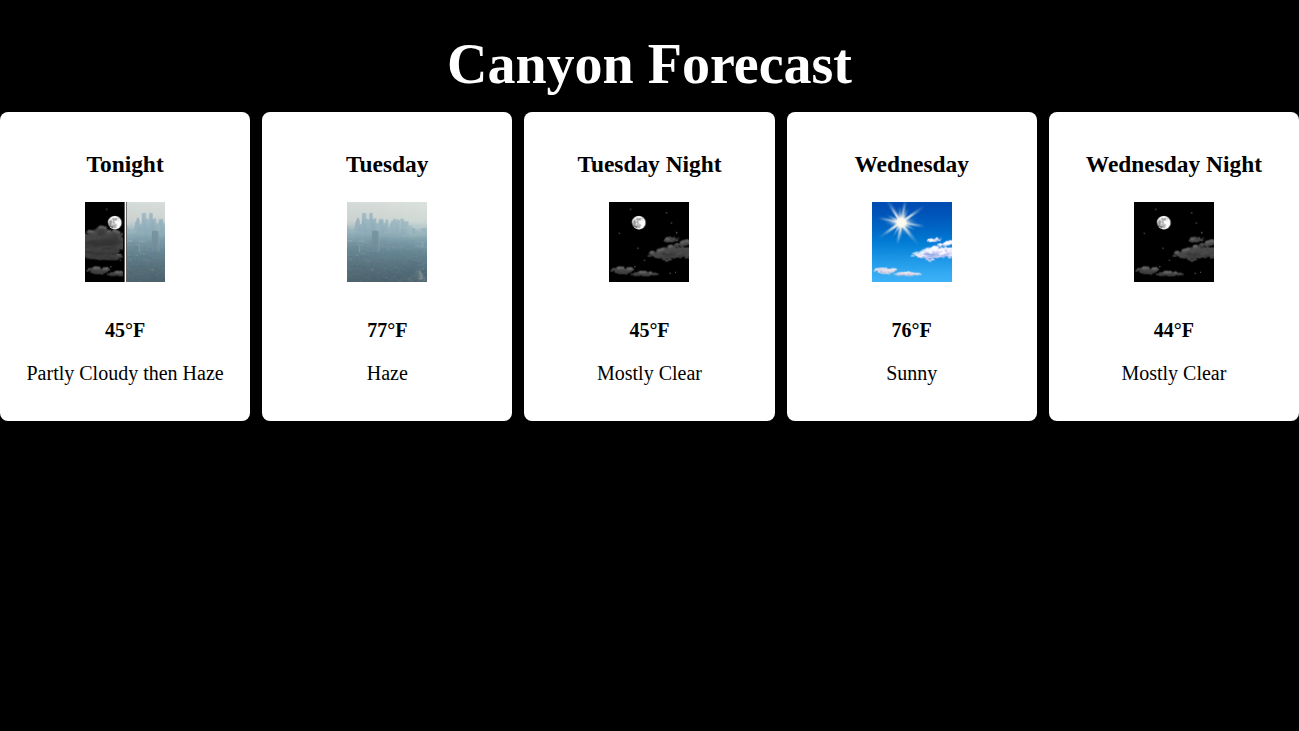 Canyon Forecast
Tonight
45°F
Partly Cloudy then Haze
Tuesday
77°F
Haze
Tuesday Night
45°F
Mostly Clear
Wednesday
76°F
Sunny
Wednesday Night
44°F
Mostly Clear